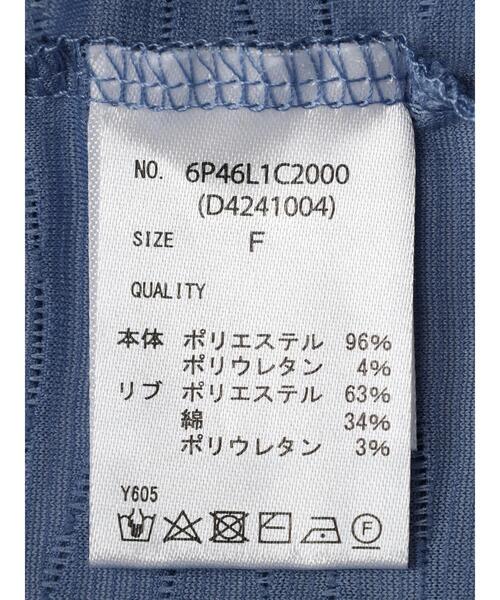 NO. 6P46L1C2000
(D4241004)
SIZE F
QUALITY
本体 ポリエステル 96%
ポリウレタン 4%
リブ ポリエステル 63%
綿 34%
ポリウレタン 3%
Y605
F